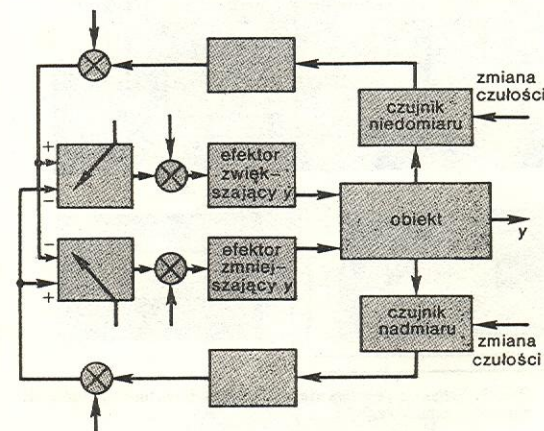 zmiana
czułości
czujnik
niedomiaru
+
−
efektor
zwięk-
szający y
obiekt
y
−
+
efektor
zmniej-
szający y
czujnik
nadmiaru
zmiana
czułości